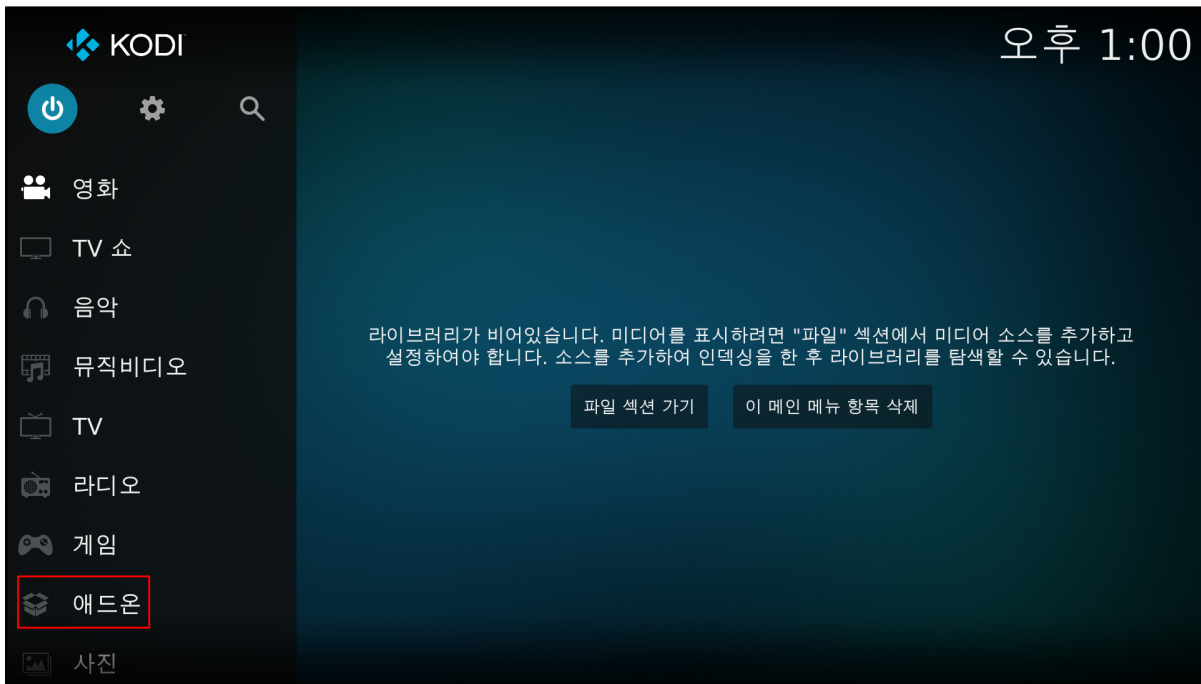 KODI
오후 1:00
영화
TV 쇼
음악
뮤직비디오
TV
라디오
게임
애드온
사진
라이브러리가 비어있습니다. 미디어를 표시하려면 "파일" 섹션에서 미디어 소스를 추가하고
설정하여야 합니다. 소스를 추가하여 인덱싱을 한 후 라이브러리를 탐색할 수 있습니다.
파일 섹션 가기
이 메인 메뉴 항목 삭제